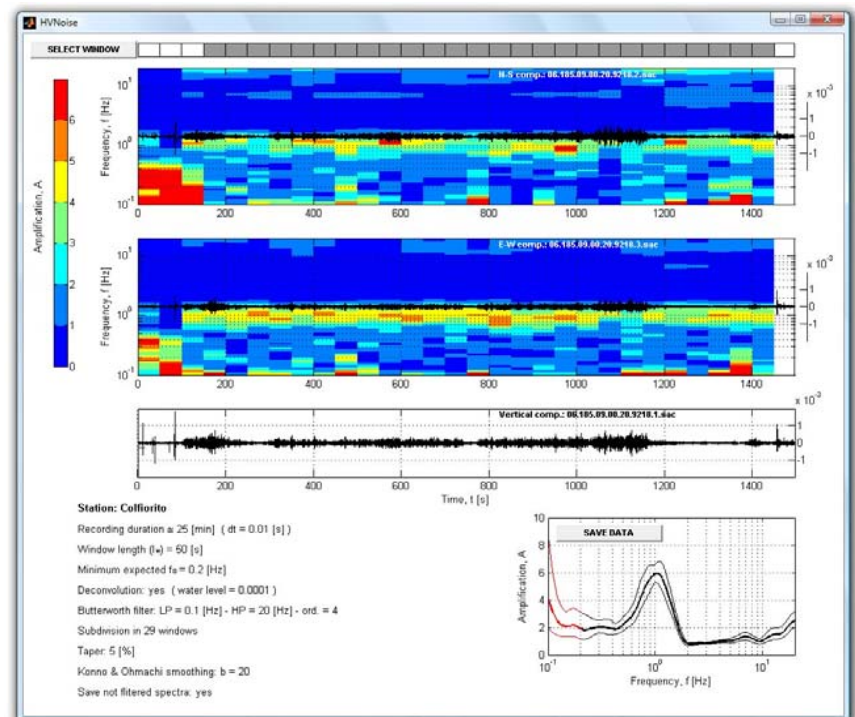 HVNoise
SELECT WINDOW
N-S comp.: 06.185.09.00.20.9210.2.sac
Frequency, f [Hz]
10¹
10⁰
10⁻¹
x 10⁻³
1
0
-1
0 200 400 600 800 1000 1200 1400
Amplification, A
6
5
4
3
2
1
0
E-W comp.: 06.185.09.00.20.9210.3.sac
Frequency, f [Hz]
10¹
10⁰
10⁻¹
x 10⁻³
1
0
-1
0 200 400 600 800 1000 1200 1400
Vertical comp.: 06.185.09.00.20.9210.1.sac
x 10⁻³
1
0
-1
0 200 400 600 800 1000 1200 1400
Time, t [s]
Station: Colfiorito
Recording duration ≅ 25 [min] ( dt = 0.01 [s] )
Window length (lw) = 50 [s]
Minimum expected f₀ = 0.2 [Hz]
Deconvolution: yes ( water level = 0.0001 )
Butterworth filter: LP = 0.1 [Hz] - HP = 20 [Hz] - ord. = 4
Subdivision in 29 windows
Taper: 5 [%]
Konno & Ohmachi smoothing: b = 20
Save not filtered spectra: yes
SAVE DATA
Amplification, A
10
8
6
4
2
0
10⁻¹ 10⁰ 10¹
Frequency, f [Hz]